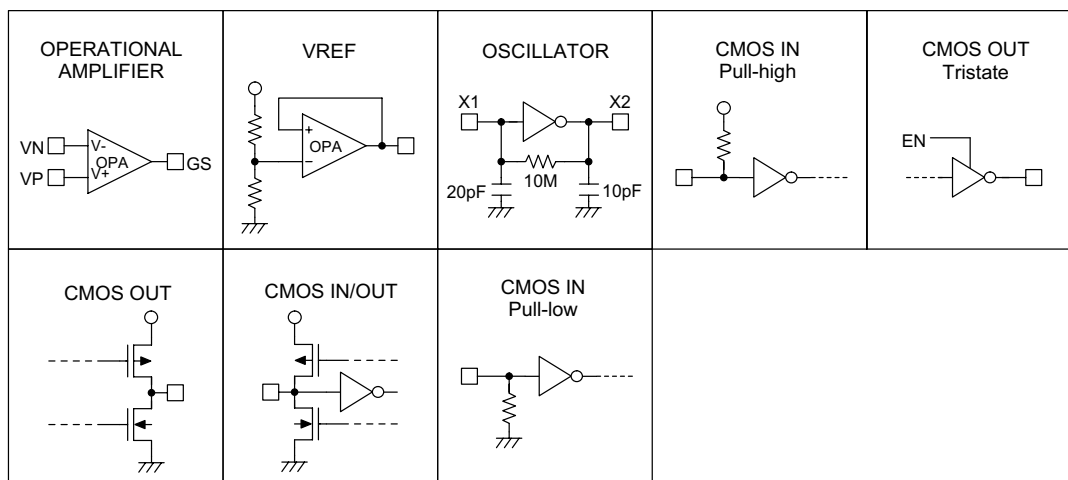 OPERATIONAL
AMPLIFIER
VN
V-
OPA
V+
VP
GS
VREF
+
−
OPA
OSCILLATOR
X1
X2
10M
20pF
10pF
CMOS IN
Pull-high
CMOS OUT
Tristate
EN
CMOS OUT
CMOS IN/OUT
CMOS IN
Pull-low